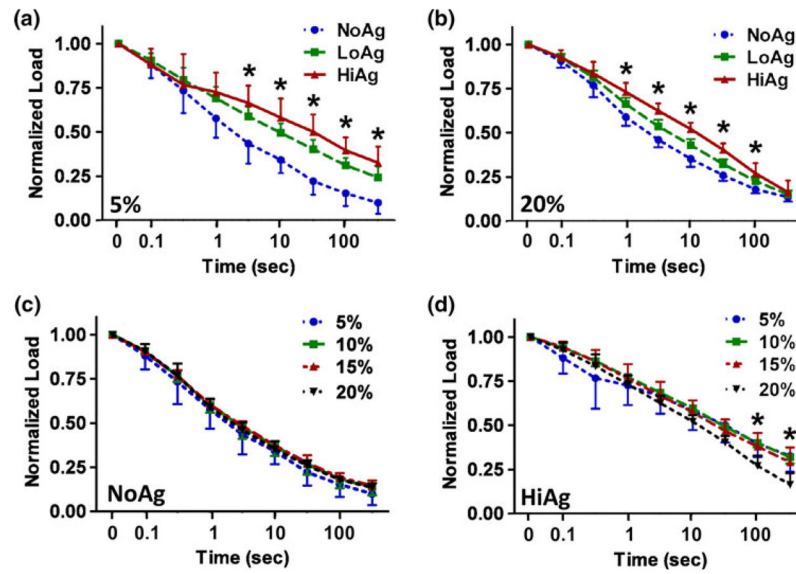 (a)
NoAg
LoAg
HiAg
1.00
0.75
0.50
0.25
0.00
Normalized Load
* * * * *
5%
0 0.1 1 10 100
Time (sec)
(b)
NoAg
LoAg
HiAg
1.00
0.75
0.50
0.25
0.00
Normalized Load
* * * * *
20%
0 0.1 1 10 100
Time (sec)
(c)
5%
10%
15%
20%
1.00
0.75
0.50
0.25
0.00
Normalized Load
NoAg
0 0.1 1 10 100
Time (sec)
(d)
5%
10%
15%
20%
1.00
0.75
0.50
0.25
0.00
Normalized Load
* *
HiAg
0 0.1 1 10 100
Time (sec)